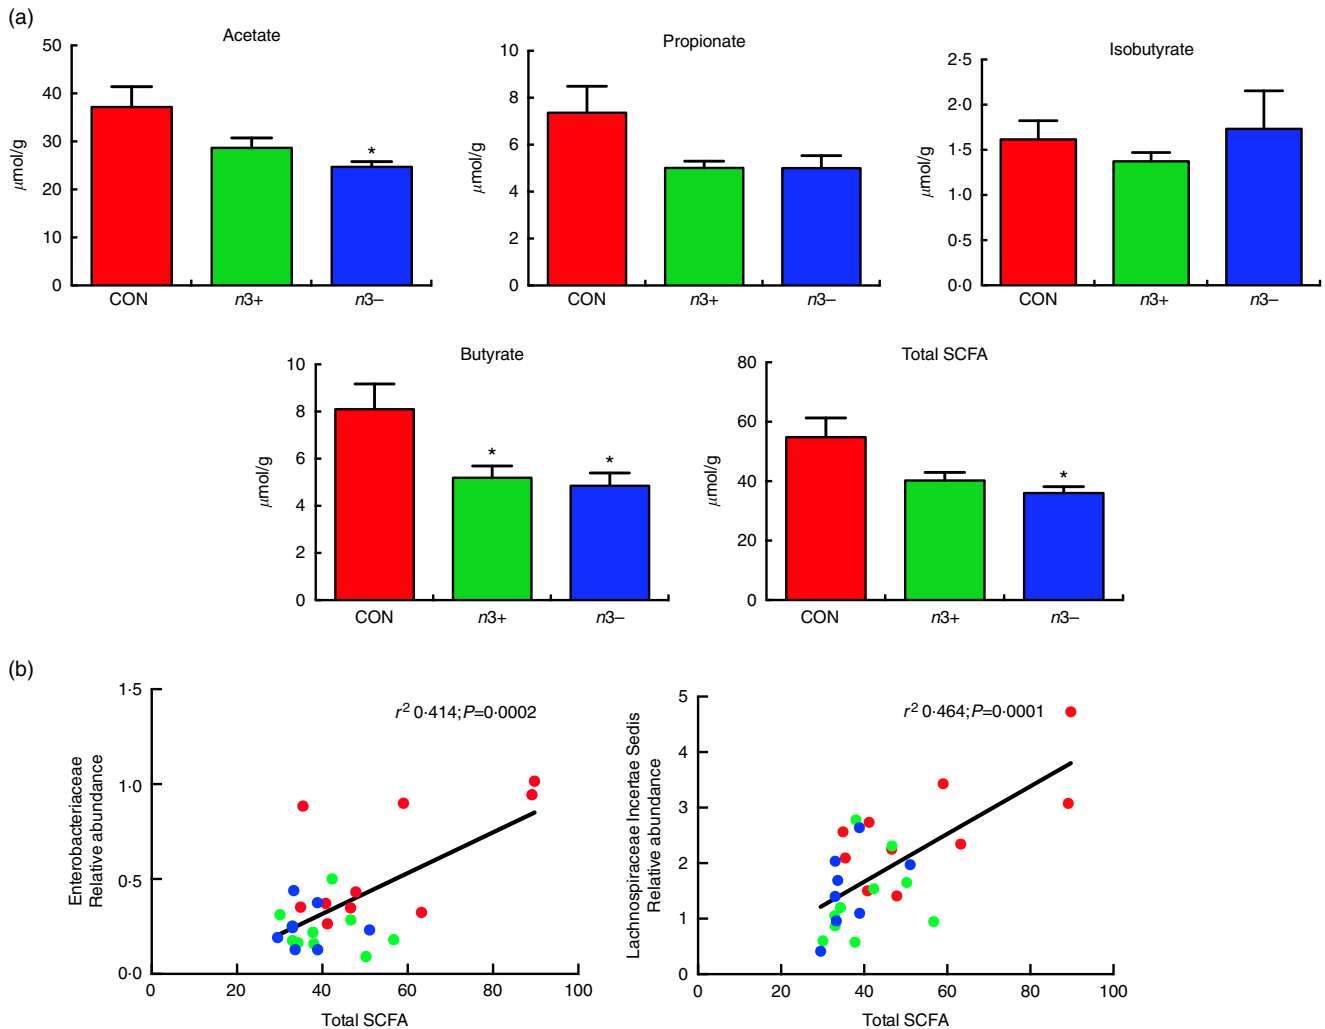 (a)
Acetate
50
40
30
20
10
0
μmol/g
*
CON
n3+
n3–
Propionate
10
8
6
4
2
0
μmol/g
CON
n3+
n3–
Isobutyrate
2·5
2·0
1·5
1·0
0·5
0·0
μmol/g
CON
n3+
n3–
Butyrate
10
8
6
4
2
0
μmol/g
*
*
CON
n3+
n3–
Total SCFA
80
60
40
20
0
μmol/g
*
CON
n3+
n3–
(b)
1·5
1·0
0·5
0·0
Enterobacteriaceae
Relative abundance
r² 0·414;P=0·0002
0
20
40
60
80
100
Total SCFA
5
4
3
2
1
0
Lachnospiraceae Incertae Sedis
Relative abundance
r² 0·464;P=0·0001
0
20
40
60
80
100
Total SCFA